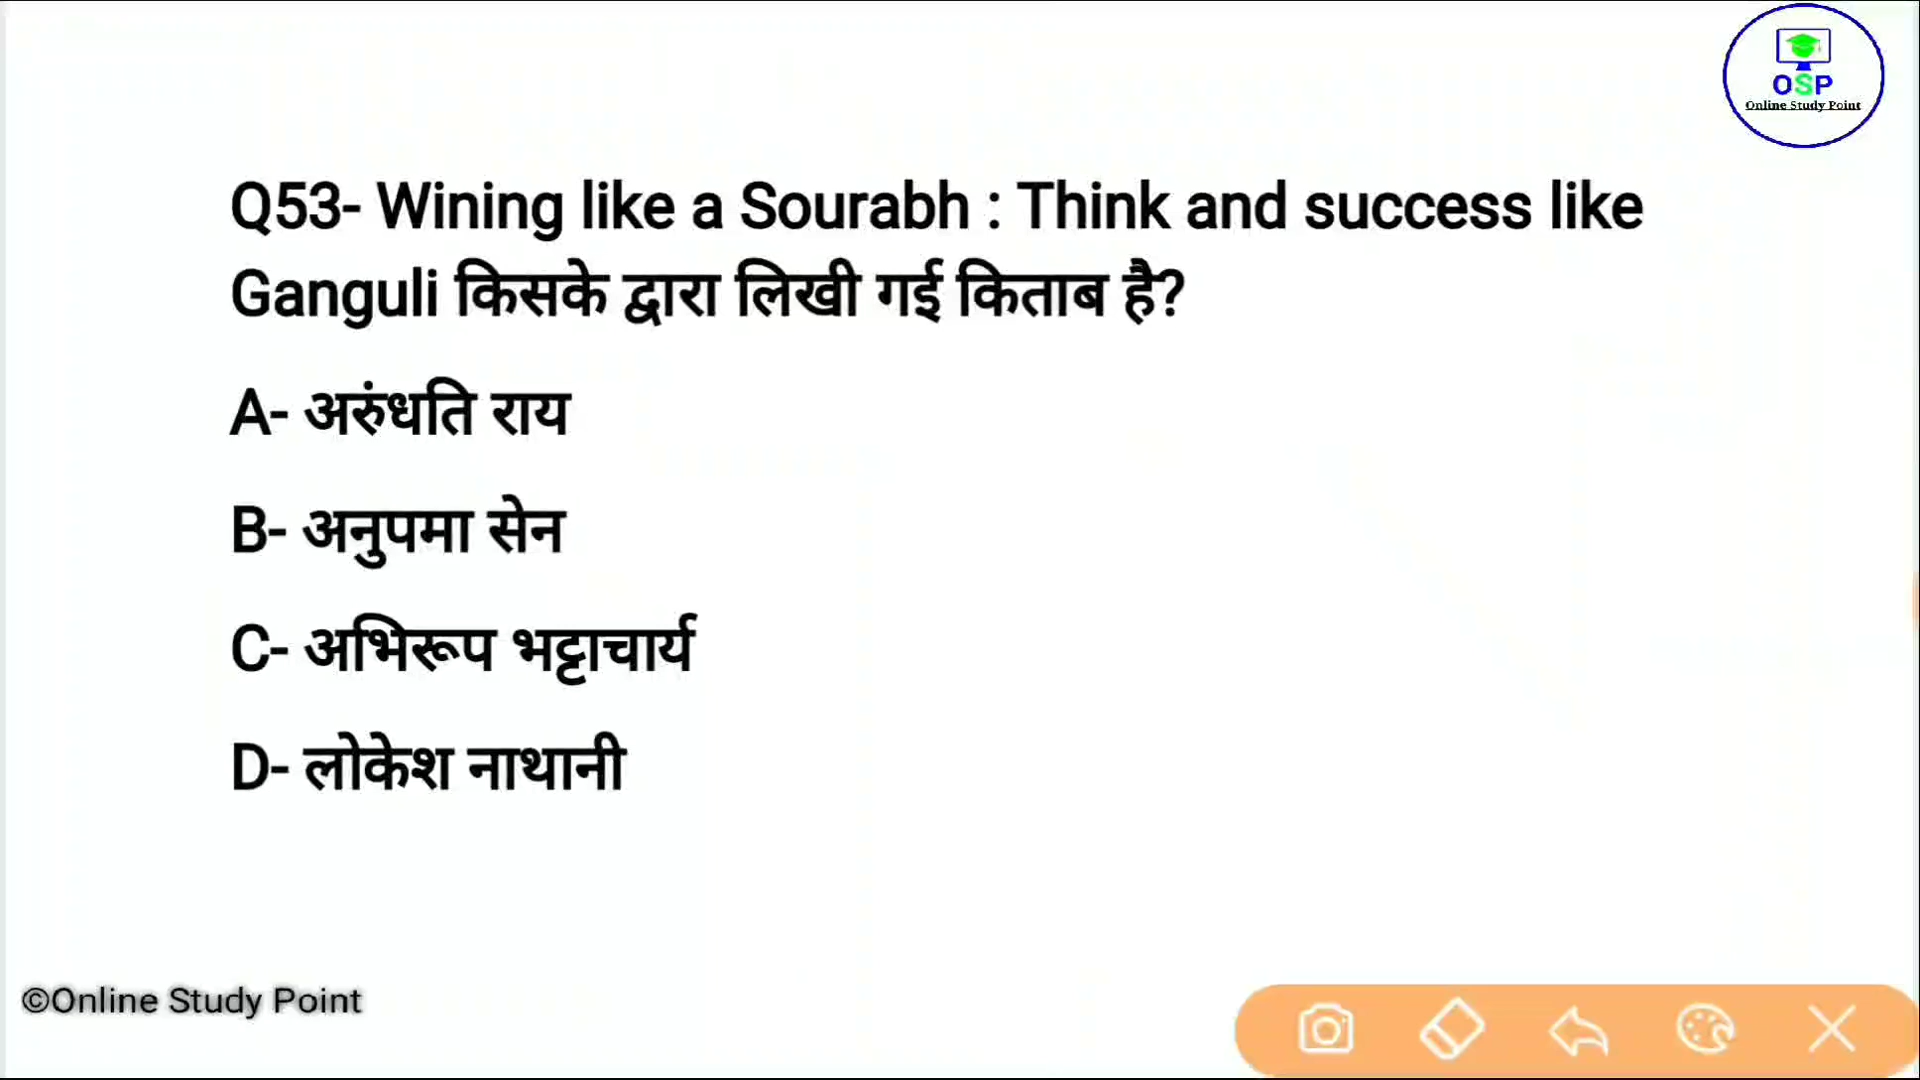 OSP
Online Study Point
Q53- Wining like a Sourabh : Think and success like
Ganguli किसके द्वारा लिखी गई किताब है?
A- अरुंधति राय
B- अनुपमा सेन
C- अभिरूप भट्टाचार्य
D- लोकेश नाथानी
©Online Study Point